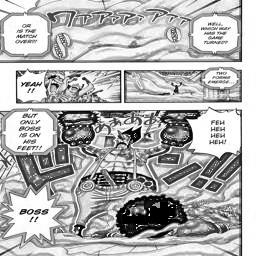 WELL,
WHICH WAY
HAS THE
GAME
TURNED!?
OR
IS THE
MATCH
OVER?!
TWO
FORMS
EMERGE...
YEAH
!!
BUT
ONLY
BOSS
IS ON
HIS
FEET!!
FEH
HEH
HEH
HEH!
BOSS
!!